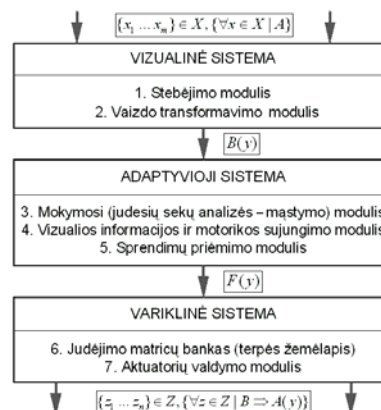 {x₁ ... xₘ} ∈ X, {∀x ∈ X | A}
VIZUALINĖ SISTEMA
1. Stebėjimo modulis
2. Vaizdo transformavimo modulis
B(y)
ADAPTYVIOJI SISTEMA
3. Mokymosi (judesių sekų analizės – mąstymo) modulis
4. Vizualios informacijos ir motorikos sujungimo modulis
5. Sprendimų priėmimo modulis
F(y)
VARIKLINĖ SISTEMA
6. Judėjimo matricų bankas (terpės žemėlapis)
7. Aktuatorių valdymo modulis
{z₁ ... zₙ} ∈ Z, {∀z ∈ Z | B ⇒ A(y)}